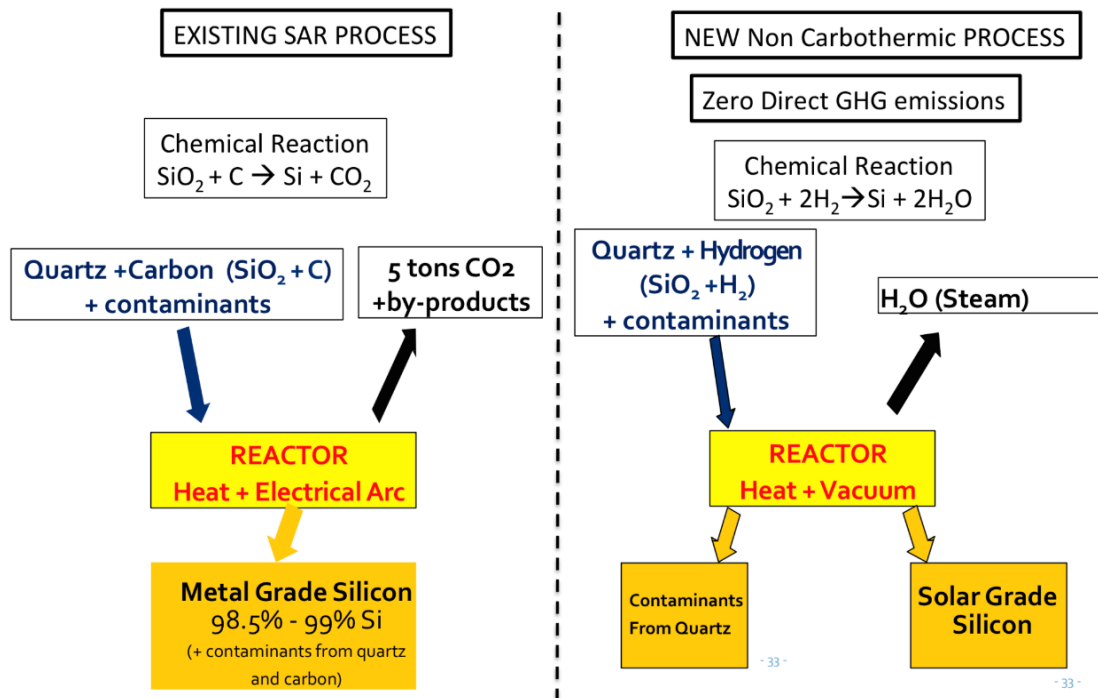 EXISTING SAR PROCESS
Chemical Reaction
SiO₂ + C → Si + CO₂
Quartz +Carbon (SiO₂ + C)
+ contaminants
5 tons CO2
+by-products
REACTOR
Heat + Electrical Arc
Metal Grade Silicon
98.5% - 99% Si
(+ contaminants from quartz
and carbon)
NEW Non Carbothermic PROCESS
Zero Direct GHG emissions
Chemical Reaction
SiO₂ + 2H₂→Si + 2H₂O
Quartz + Hydrogen
(SiO₂ +H₂)
+ contaminants
H₂O (Steam)
REACTOR
Heat + Vacuum
Contaminants
From Quartz
Solar Grade
Silicon
- 33 -
- 33 -